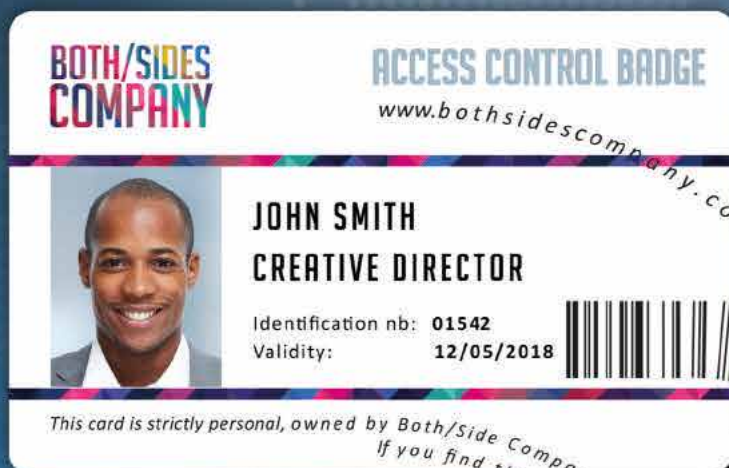 BOTH/SIDES
COMPANY
ACCESS CONTROL BADGE
www.bothsidescompany.co
JOHN SMITH
CREATIVE DIRECTOR
Identification nb: 01542
Validity: 12/05/2018
This card is strictly personal, owned by Both/Side Compa
If you find